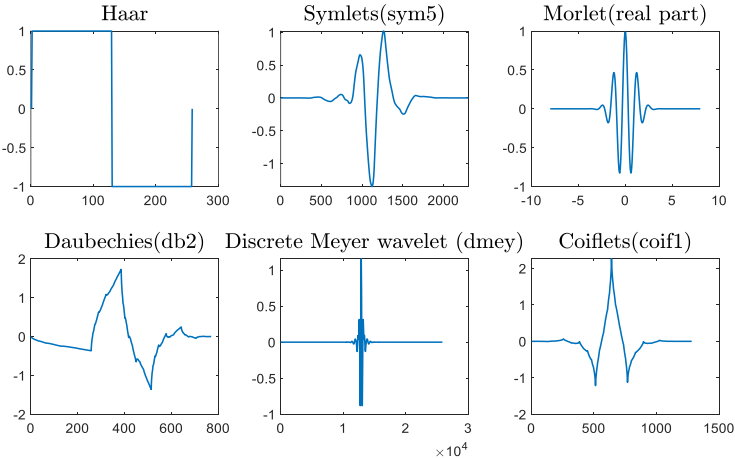 Haar
1
0.5
0
-0.5
-1
0 100 200 300
Symlets(sym5)
1
0.5
0
-0.5
-1
0 500 1000 1500 2000
Morlet(real part)
1
0.5
0
-0.5
-1
-10 -5 0 5 10
Daubechies(db2)
2
1
0
-1
-2
0 200 400 600 800
Discrete Meyer wavelet (dmey)
1
0.5
0
-0.5
-1
0 1 2 3
×10^4
Coiflets(coif1)
2
1
0
-1
-2
0 500 1000 1500